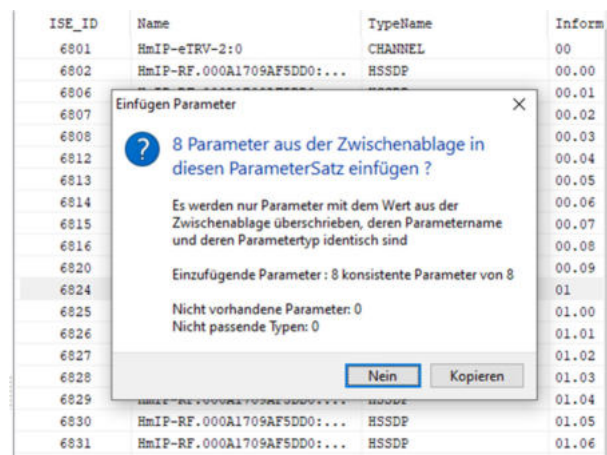 ISE_ID Name TypeName Inform
6801 HmIP-eTRV-2:0 CHANNEL 00
6802 HmIP-RF.000A1709AF5DD0:... HSSDP 00.00
6806 00.01
Einfügen Parameter
6807 00.02
6808 8 Parameter aus der Zwischenablage in 00.03
6812 diesen ParameterSatz einfügen ? 00.04
6813 00.05
6814 Es werden nur Parameter mit dem Wert aus der 00.06
6815 Zwischenablage überschrieben, deren Parametername 00.07
6816 und deren Parametertyp identisch sind 00.08
6820 Einzufügende Parameter : 8 konsistente Parameter von 8 00.09
6824 01
6825 Nicht vorhandene Parameter: 0 01.00
6826 Nicht passende Typen: 0 01.01
6827 01.02
6828 Nein Kopieren 01.03
6829 01.04
6830 HmIP-RF.000A1709AF5DD0:... HSSDP 01.05
6831 HmIP-RF.000A1709AF5DD0:... HSSDP 01.06